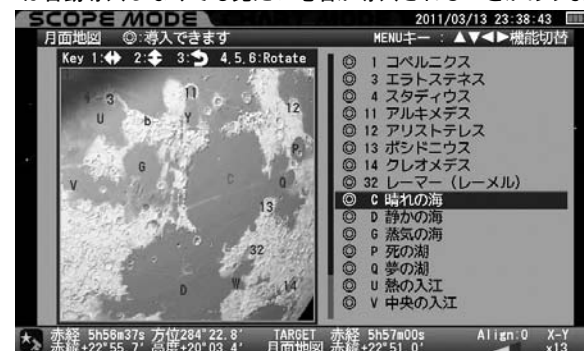 SCOPE MODE 2011/03/13 23:38:43
月面地図 ◎:導入できます MENUキー : ▲▼◀▶機能切替
Key 1: 2: 3: 4,5,6:Rotate
◎ 1 コペルニクス
◎ 3 エラトステネス
◎ 4 スタディウス
◎ 11 アルキメデス
◎ 12 アリストテレス
◎ 13 ポシドニウス
◎ 14 クレオメデス
◎ 32 レーマー (レーメル)
◎ C 晴れの海
◎ D 静かの海
◎ G 蒸気の海
◎ P 死の湖
◎ Q 夢の湖
◎ U 熱の入江
◎ V 中央の入江
4 3
11
12
U
b
Y
P
G
C
Q
V
13
32
D
W
14
赤経 5h56m37s 方位284°22.8' TARGET 赤経 5h57m00s Align:0 X-Y
赤緯+22°55.7' 高度+20°03.4' 月面地図 赤緯+22°51.0' x13